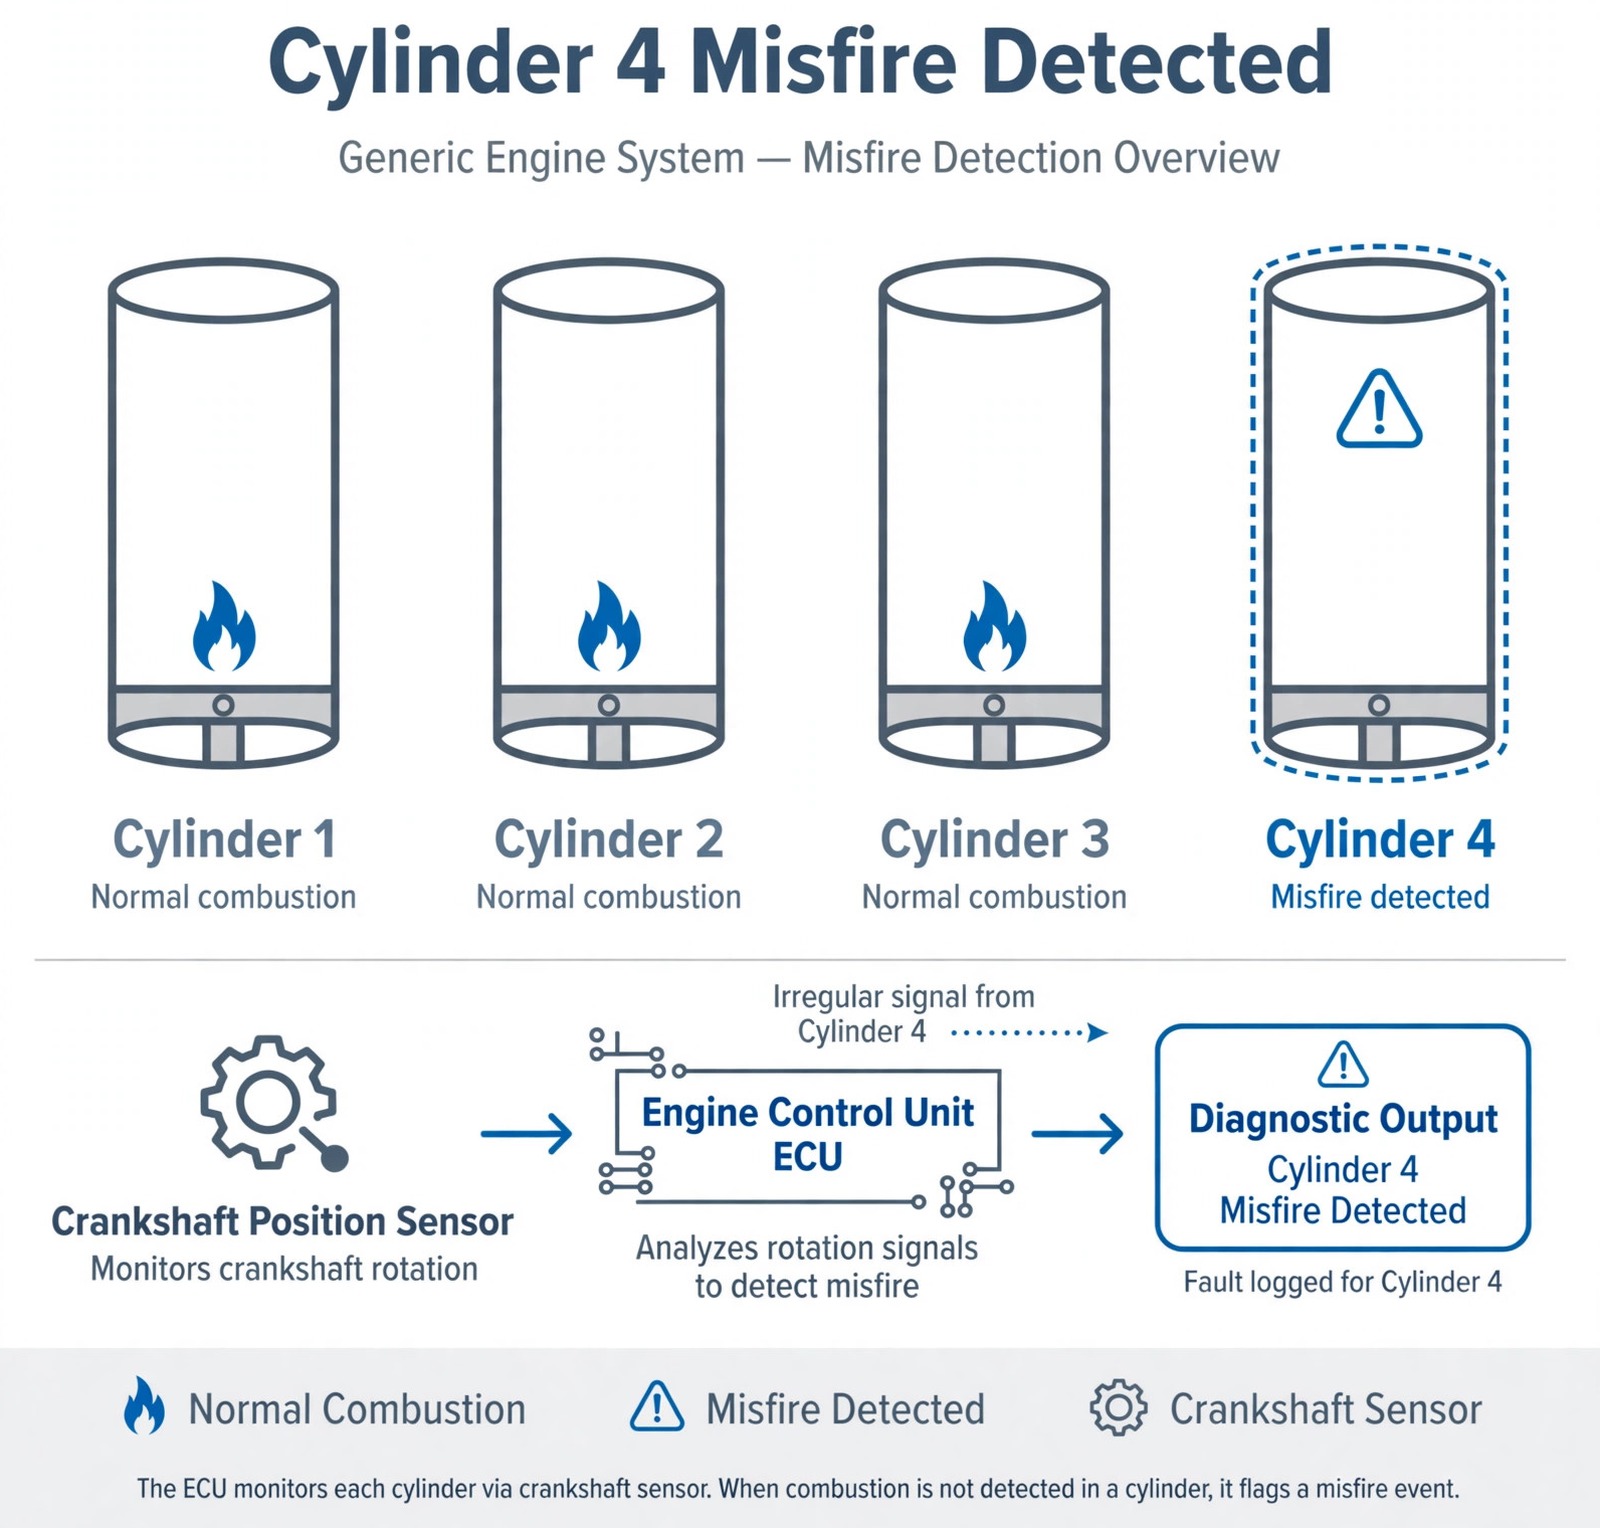 Cylinder 4 Misfire Detected
Generic Engine System — Misfire Detection Overview
Cylinder 1
Normal combustion
Cylinder 2
Normal combustion
Cylinder 3
Normal combustion
Cylinder 4
Misfire detected
Crankshaft Position Sensor
Monitors crankshaft rotation
Irregular signal from
Cylinder 4
Engine Control Unit
ECU
Analyzes rotation signals
to detect misfire
Diagnostic Output
Cylinder 4
Misfire Detected
Fault logged for Cylinder 4
Normal Combustion
Misfire Detected
Crankshaft Sensor
The ECU monitors each cylinder via crankshaft sensor. When combustion is not detected in a cylinder, it flags a misfire event.